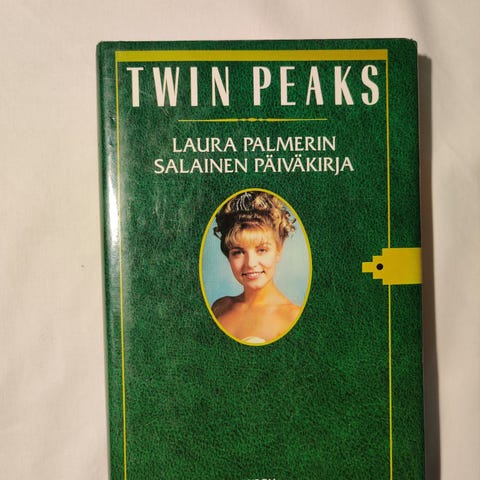 TWIN PEAKS
LAURA PALMERIN
SALAINEN PÄIVÄKIRJA